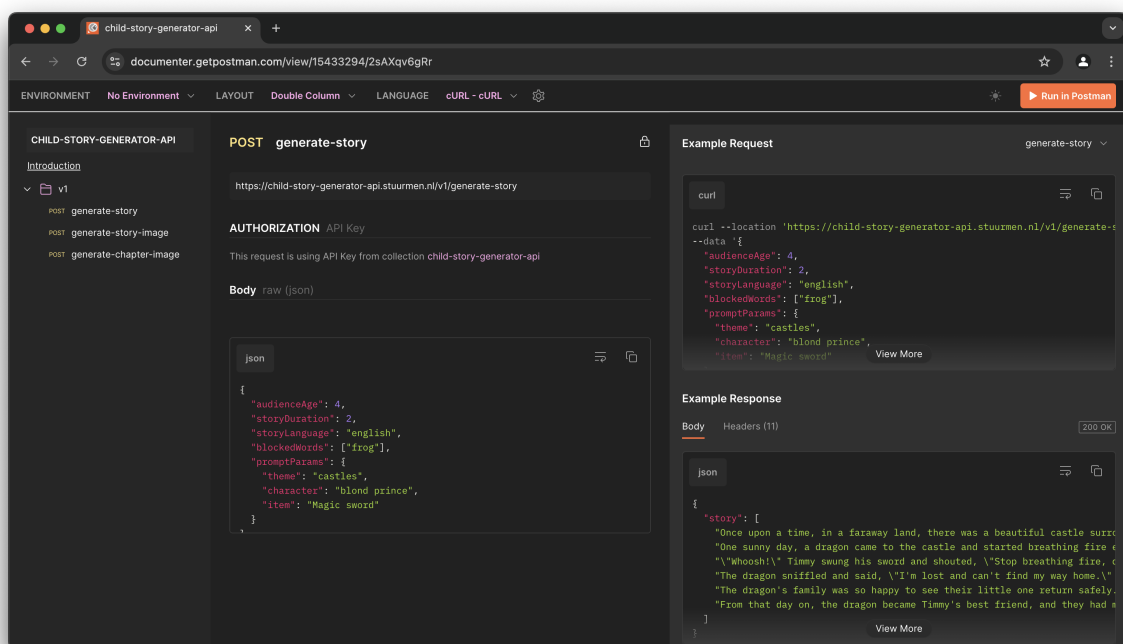 child-story-generator-api
documenter.getpostman.com/view/15433294/2sAXqv6gRr
ENVIRONMENT No Environment LAYOUT Double Column LANGUAGE cURL - cURL Run in Postman
CHILD-STORY-GENERATOR-API
Introduction
v1
POST generate-story
POST generate-story-image
POST generate-chapter-image
POST generate-story
https://child-story-generator-api.stuurmen.nl/v1/generate-story
AUTHORIZATION API Key
This request is using API Key from collection child-story-generator-api
Body raw (json)
json
{
"audienceAge": 4,
"storyDuration": 2,
"storyLanguage": "english",
"blockedWords": ["frog"],
"promptParams": {
"theme": "castles",
"character": "blond prince",
"item": "Magic sword"
}
}
Example Request generate-story
curl
curl --location 'https://child-story-generator-api.stuurmen.nl/v1/generate-s
--data '{
"audienceAge": 4,
"storyDuration": 2,
"storyLanguage": "english",
"blockedWords": ["frog"],
"promptParams": {
"theme": "castles",
"character": "blond prince",
"item": "Magic sword"
View More
Example Response
Body Headers (11) 200 OK
json
{
"story": [
"Once upon a time, in a faraway land, there was a beautiful castle surro
"One sunny day, a dragon came to the castle and started breathing fire e
"\"Whoosh!\" Timmy swung his sword and shouted, \"Stop breathing fire,
"The dragon sniffled and said, \"I'm lost and can't find my way home.\"
"The dragon's family was so happy to see their little one return safely.
"From that day on, the dragon became Timmy's best friend, and they had m
]
}
View More